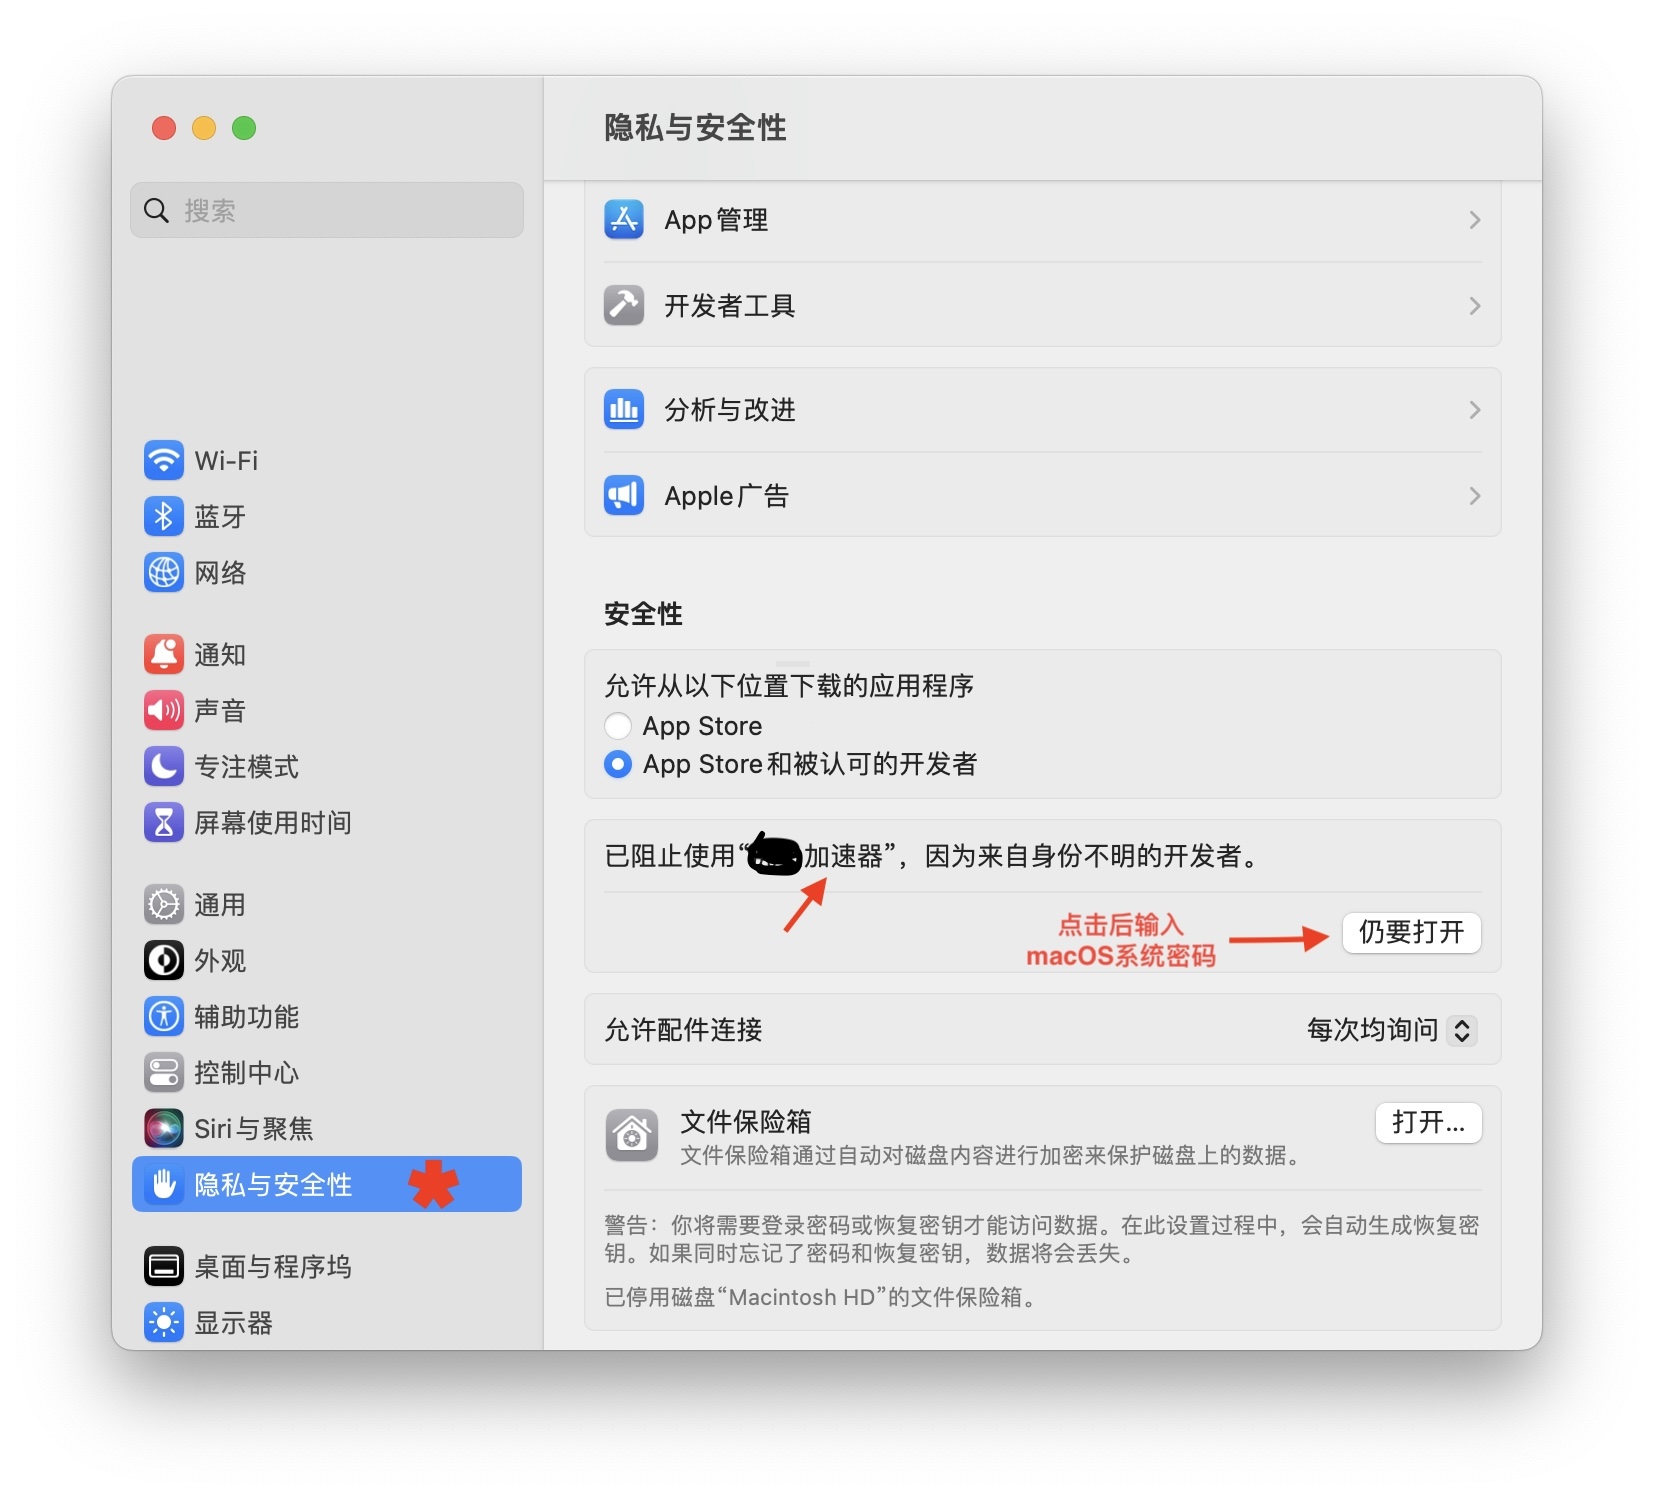 隐私与安全性
搜索
Wi-Fi
蓝牙
网络
通知
声音
专注模式
屏幕使用时间
通用
外观
辅助功能
控制中心
Siri与聚焦
隐私与安全性
桌面与程序坞
显示器
App管理
开发者工具
分析与改进
Apple广告
安全性
允许从以下位置下载的应用程序
App Store
App Store和被认可的开发者
已阻止使用“加速器”，因为来自身份不明的开发者。
点击后输入
macOS系统密码
仍要打开
允许配件连接
每次均询问
文件保险箱
打开...
文件保险箱通过自动对磁盘内容进行加密来保护磁盘上的数据。
警告：你将需要登录密码或恢复密钥才能访问数据。在此设置过程中，会自动生成恢复密
钥。如果同时忘记了密码和恢复密钥，数据将会丢失。
已停用磁盘“Macintosh HD”的文件保险箱。